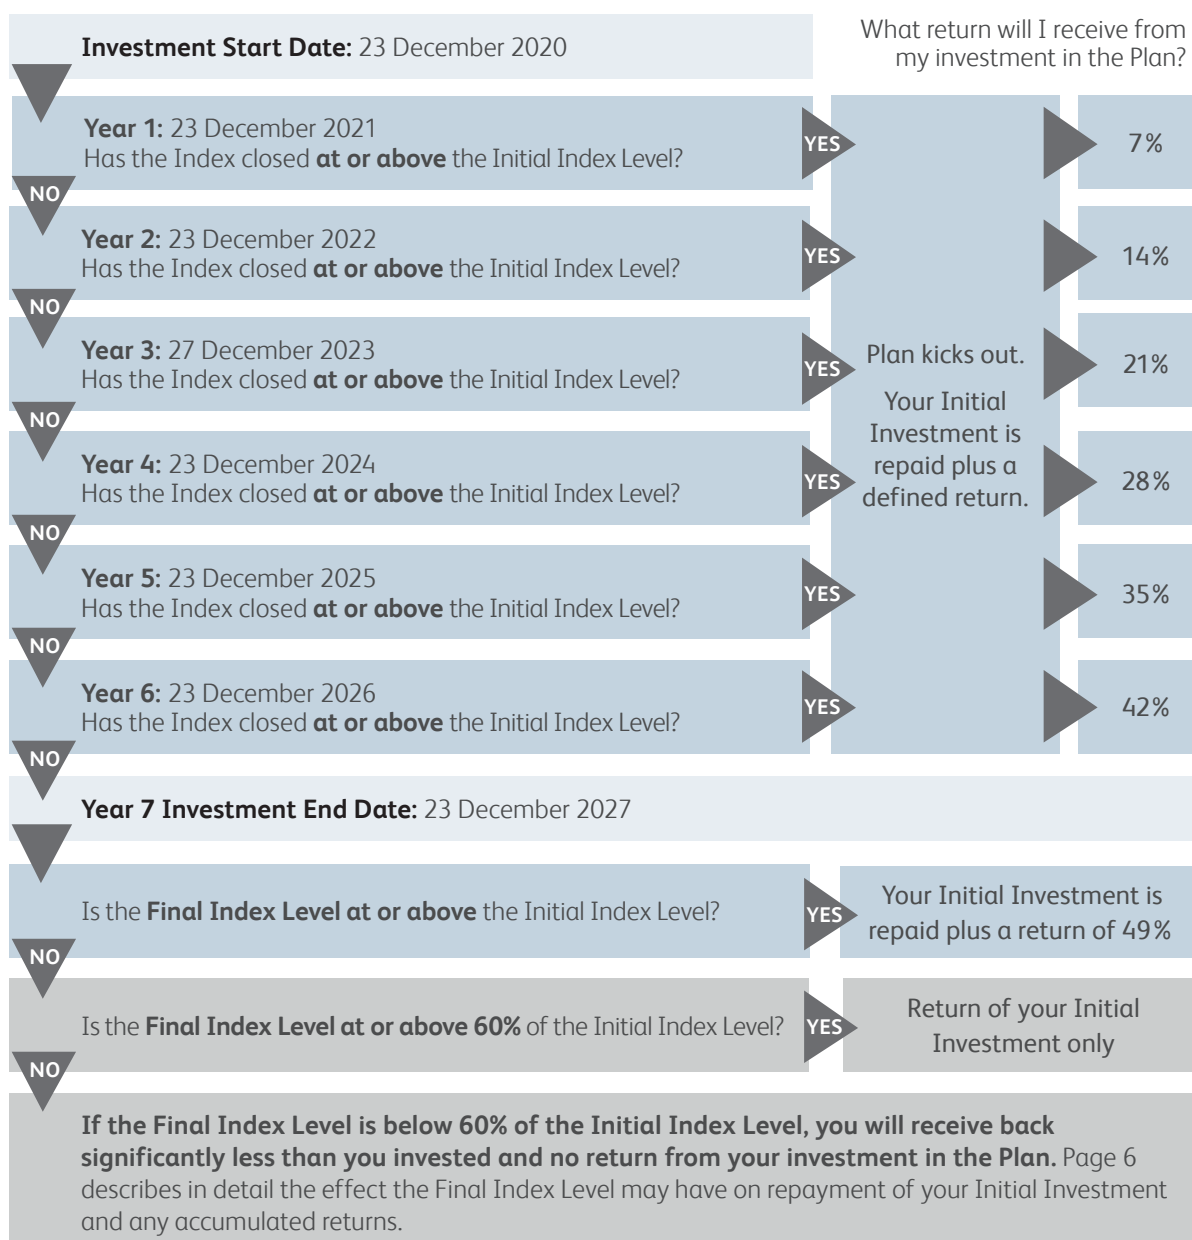 Investment Start Date: 23 December 2020
What return will I receive from
my investment in the Plan?
Year 1: 23 December 2021
Has the Index closed at or above the Initial Index Level?
YES
7%
NO
Year 2: 23 December 2022
Has the Index closed at or above the Initial Index Level?
YES
14%
NO
Year 3: 27 December 2023
Has the Index closed at or above the Initial Index Level?
YES
Plan kicks out.
Your Initial
Investment is
repaid plus a
defined return.
21%
NO
Year 4: 23 December 2024
Has the Index closed at or above the Initial Index Level?
YES
28%
NO
Year 5: 23 December 2025
Has the Index closed at or above the Initial Index Level?
YES
35%
NO
Year 6: 23 December 2026
Has the Index closed at or above the Initial Index Level?
YES
42%
NO
Year 7 Investment End Date: 23 December 2027
Is the Final Index Level at or above the Initial Index Level?
YES
Your Initial Investment is
repaid plus a return of 49%
NO
Is the Final Index Level at or above 60% of the Initial Index Level?
YES
Return of your Initial
Investment only
NO
If the Final Index Level is below 60% of the Initial Index Level, you will receive back
significantly less than you invested and no return from your investment in the Plan. Page 6
describes in detail the effect the Final Index Level may have on repayment of your Initial Investment
and any accumulated returns.